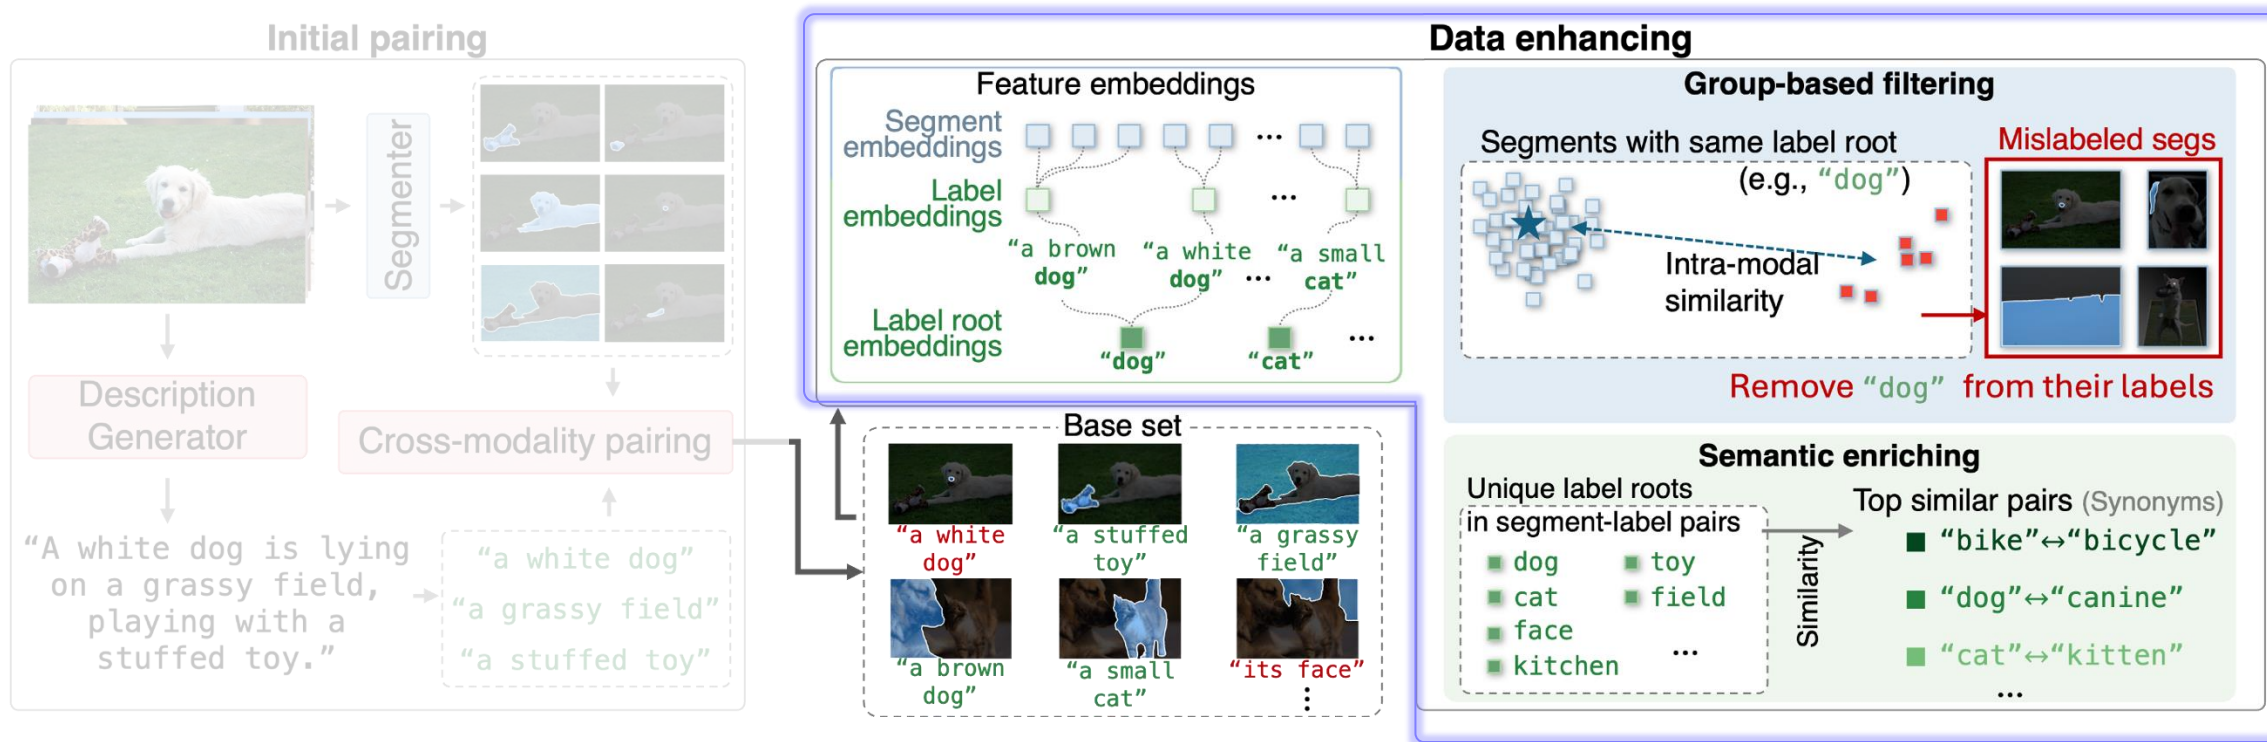 Initial pairing
Segmenter
Description
Generator
Cross-modality pairing
“A white dog is lying
on a grassy field,
playing with a
stuffed toy.”
“a white dog”
“a grassy field”
“a stuffed toy”
Data enhancing
Feature embeddings
Segment
embeddings
...
Label
embeddings
...
“a brown
dog”
“a white
dog”
...
“a small
cat”
Label root
embeddings
“dog”
“cat”
...
Base set
“a white
dog”
“a stuffed
toy”
“a grassy
field”
“a brown
dog”
“a small
cat”
“its face”
⋮
Group-based filtering
Segments with same label root
(e.g., “dog”)
Intra-modal
similarity
Mislabeled segs
Remove “dog” from their labels
Semantic enriching
Unique label roots
in segment-label pairs
dog
cat
face
kitchen
toy
field
...
Similarity
Top similar pairs (Synonyms)
“bike”↔“bicycle”
“dog”↔“canine”
“cat”↔“kitten”
...